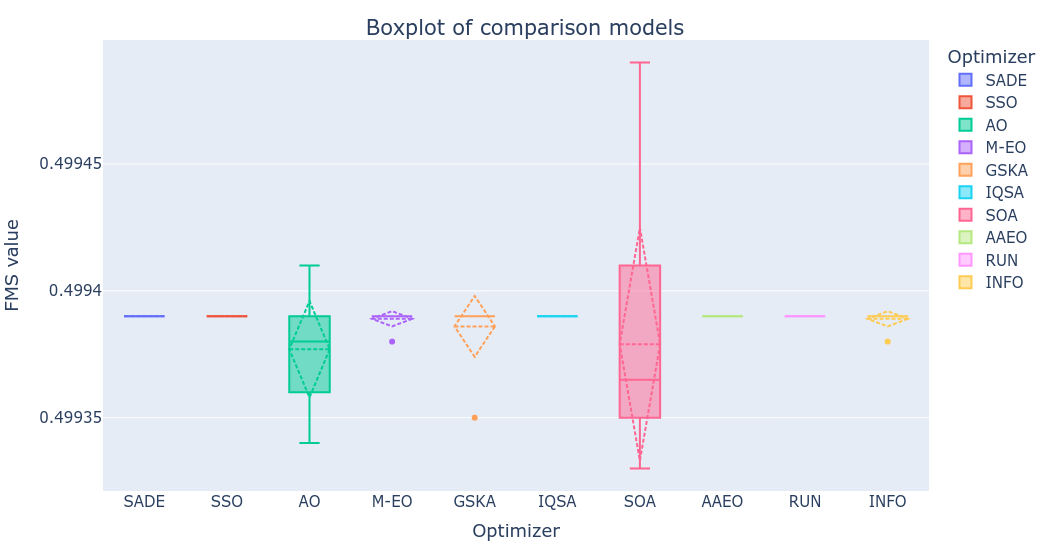 Boxplot of comparison models
FMS value
0.49945
0.4994
0.49935
SADE SSO AO M-EO GSKA IQSA SOA AAEO RUN INFO
Optimizer
Optimizer
SADE
SSO
AO
M-EO
GSKA
IQSA
SOA
AAEO
RUN
INFO